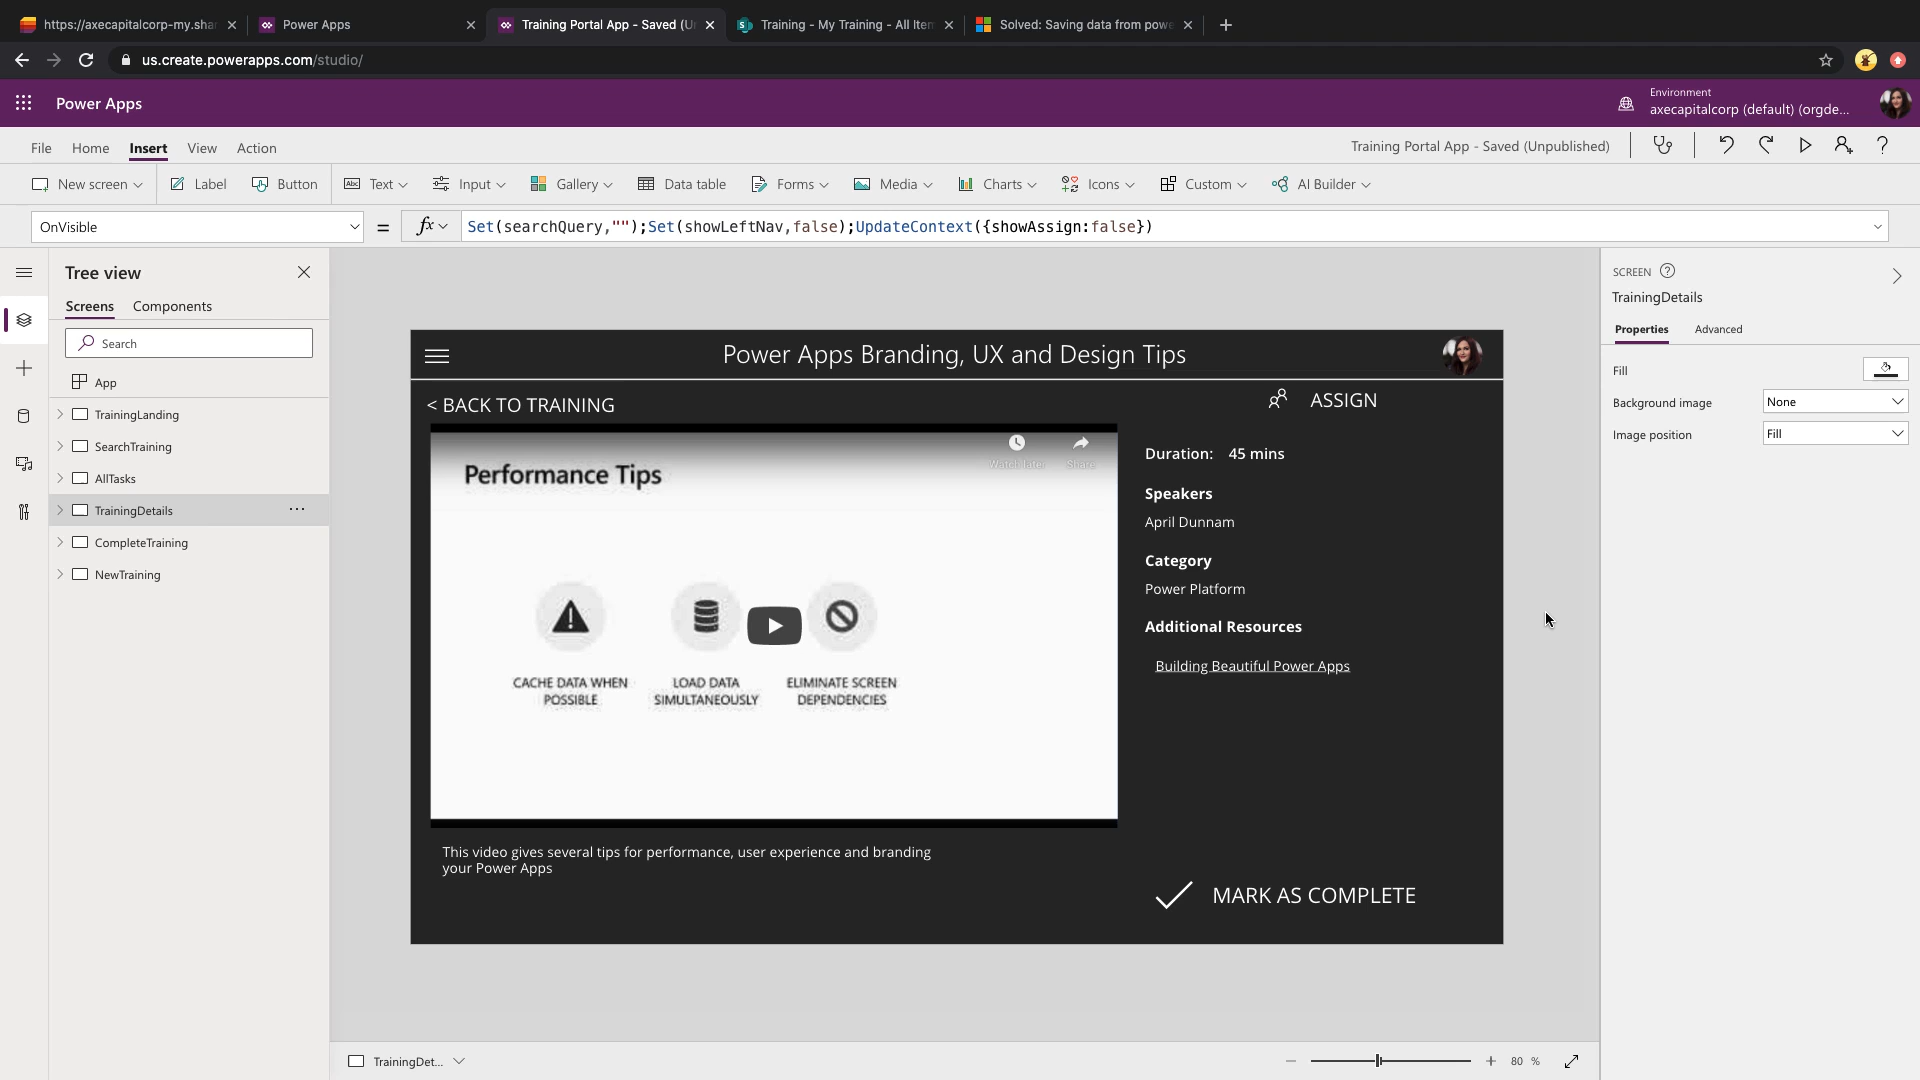 https://axecapitalcorp-my.shar
Power Apps
Training Portal App - Saved (U
Training - My Training - All Item
Solved: Saving data from powe
us.create.powerapps.com/studio/
Power Apps
Environment
axecapitalcorp (default) (orgde...
File
Home
Insert
View
Action
Training Portal App - Saved (Unpublished)
New screen
Label
Button
Text
Input
Gallery
Data table
Forms
Media
Charts
Icons
Custom
AI Builder
OnVisible
=
fx
Set(searchQuery,"");Set(showLeftNav,false);UpdateContext({showAssign:false})
Tree view
Screens
Components
Search
App
TrainingLanding
SearchTraining
AllTasks
TrainingDetails
CompleteTraining
NewTraining
Power Apps Branding, UX and Design Tips
< BACK TO TRAINING
ASSIGN
Watch later
Share
Performance Tips
CACHE DATA WHEN
POSSIBLE
LOAD DATA
SIMULTANEOUSLY
ELIMINATE SCREEN
DEPENDENCIES
Duration: 45 mins
Speakers
April Dunnam
Category
Power Platform
Additional Resources
Building Beautiful Power Apps
This video gives several tips for performance, user experience and branding
your Power Apps
MARK AS COMPLETE
SCREEN
TrainingDetails
Properties
Advanced
Fill
Background image
None
Image position
Fill
TrainingDet...
80 %